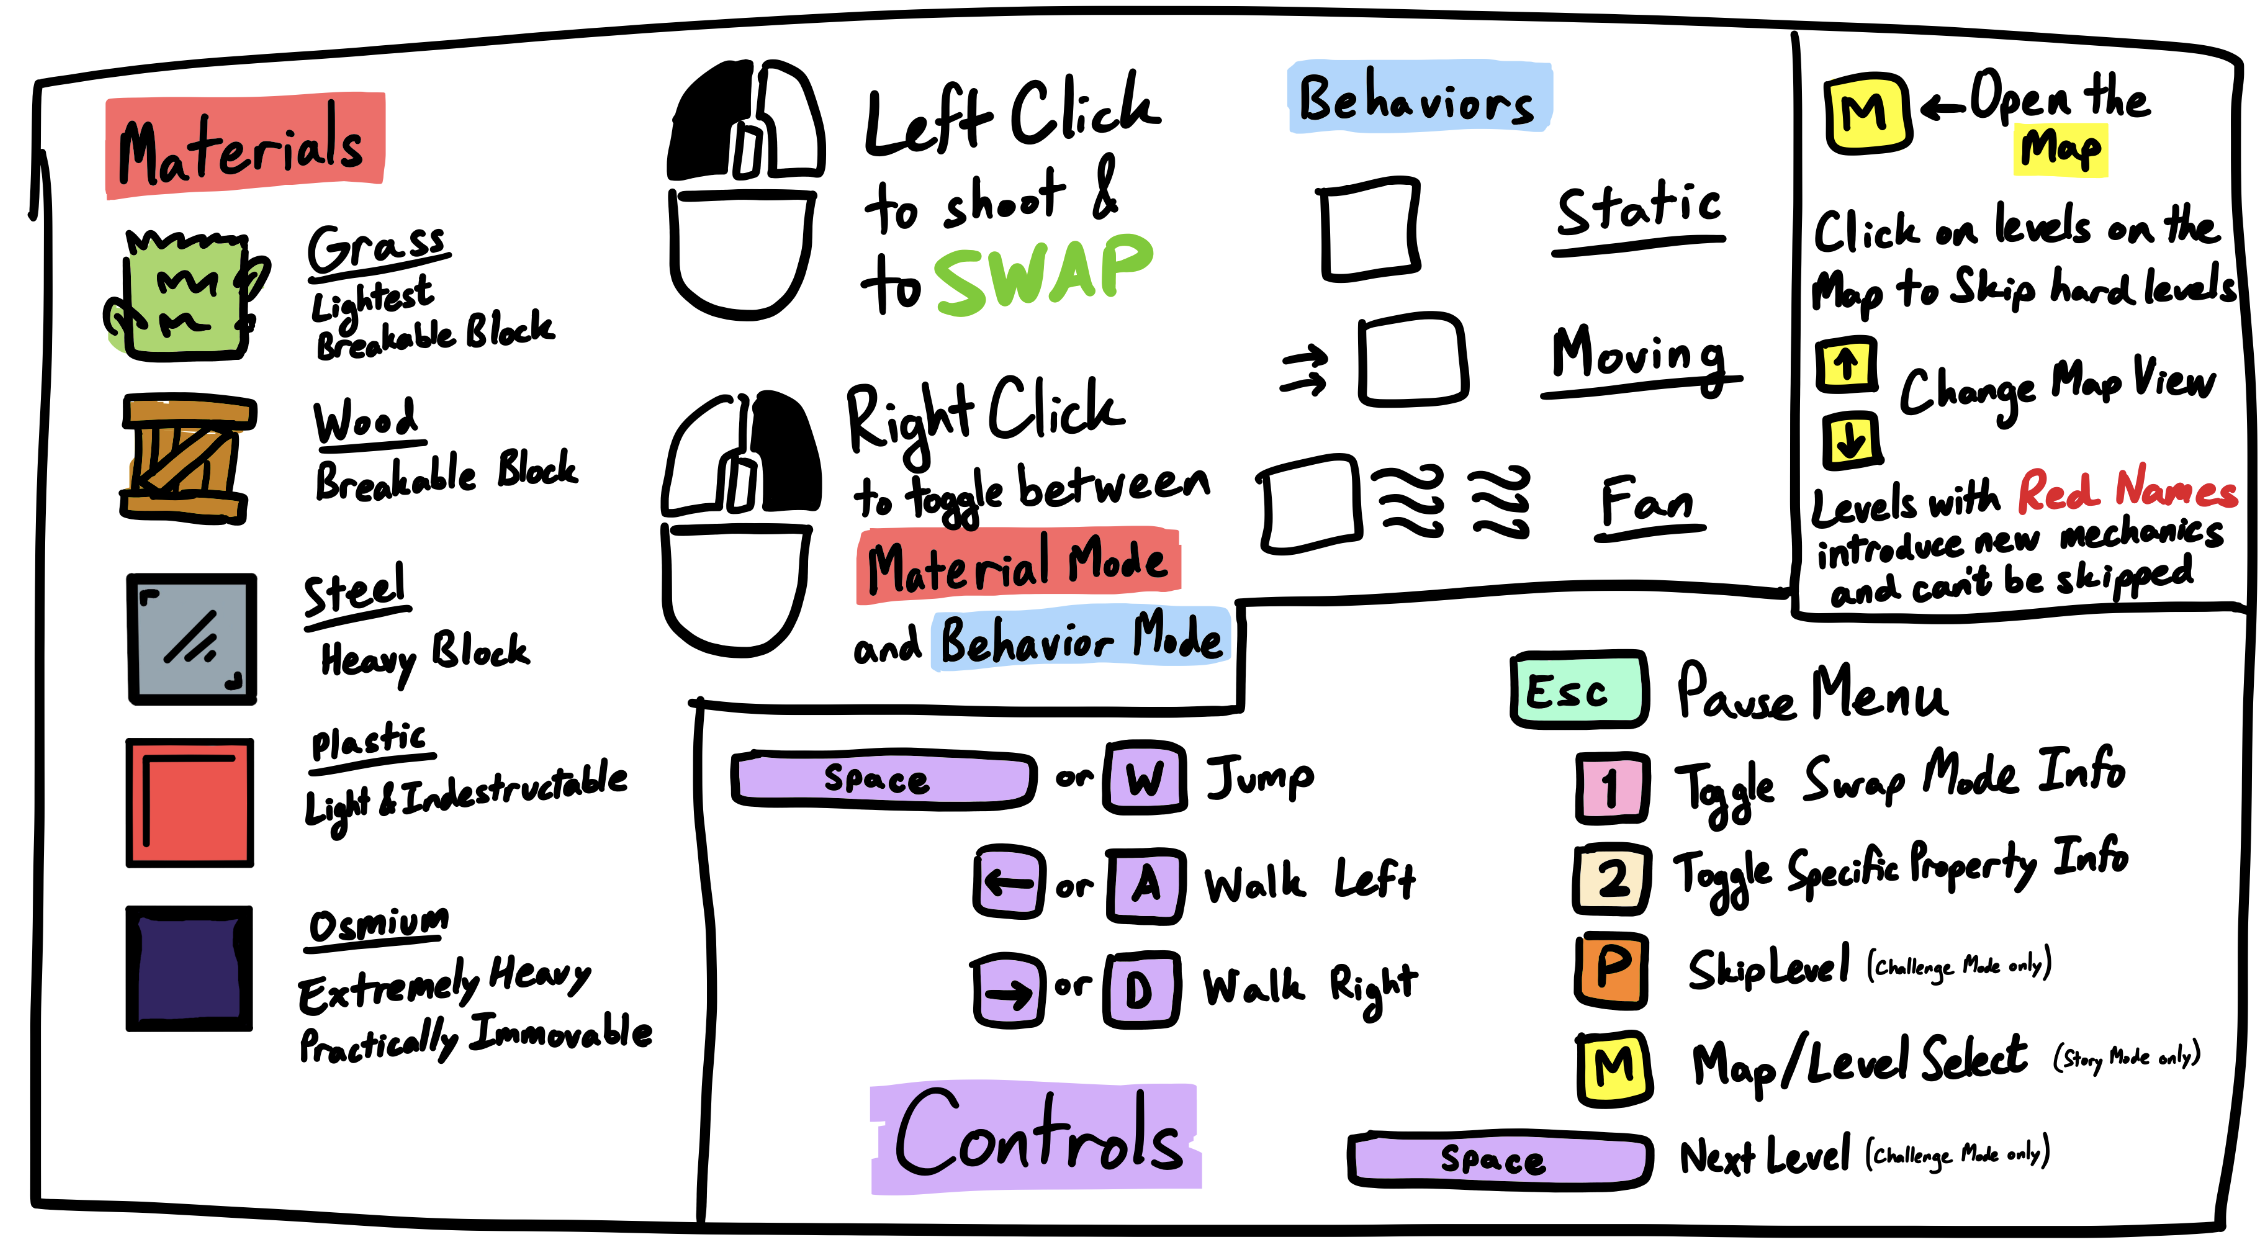 Materials
Grass
Lightest
Breakable Block
Wood
Breakable Block
Steel
Heavy Block
Plastic
Light & Indestructable
Osmium
Extremely Heavy
Practically Immovable
Left Click
to shoot &
to SWAP
Right Click
to toggle between
Material Mode
and Behavior Mode
Behaviors
Static
Moving
Fan
M ← Open the
Map
Click on levels on the
Map to Skip hard levels
↑
Change Map View
↓
Levels with Red Names
introduce new mechanics
and can't be skipped
Space or W Jump
← or A Walk Left
→ or D Walk Right
Controls
Esc Pause Menu
1 Toggle Swap Mode Info
2 Toggle Specific Property Info
P Skip Level (Challenge Mode only)
M Map/Level Select (Story Mode only)
Space Next Level (Challenge Mode only)